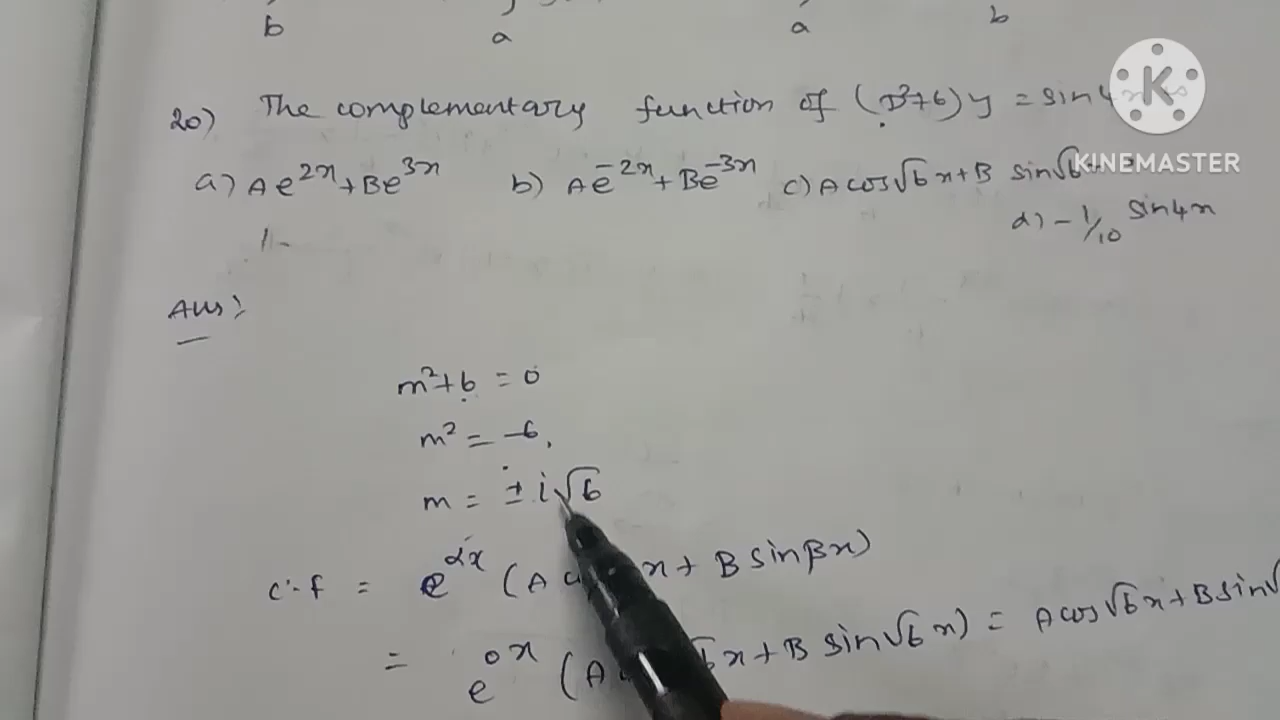 b a a b
20) The complementary function of (D²+6) y = sin4x
a) Ae^2x + Be^3x b) Ae^-2x + Be^-3x c) A cos√6 x + B sin√6
d) - 1/10 sin4x
Ans:
m² + 6 = 0
m² = -6,
m = ± i√6
C.F = e^αx (A x + B sinβx)
= e^0x (A √6 x + B sin√6 x) = A cos√6 x + B sin√
KINEMASTER